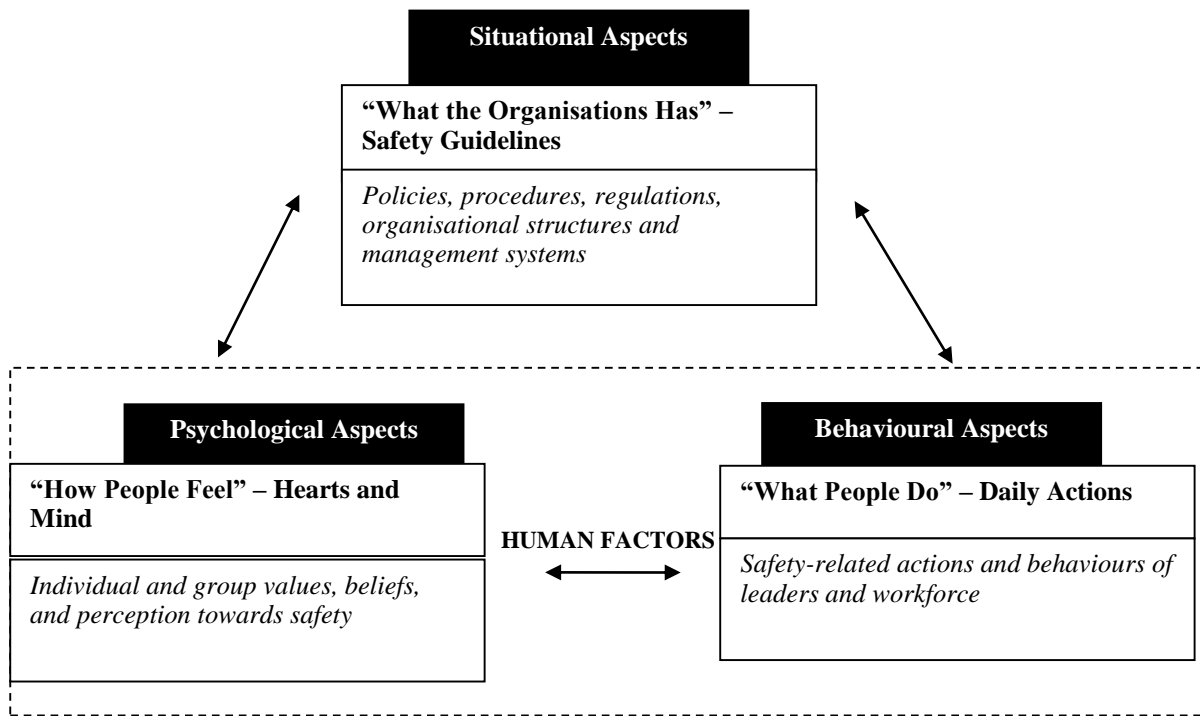 Situational Aspects
“What the Organisations Has” –
Safety Guidelines
Policies, procedures, regulations,
organisational structures and
management systems
Psychological Aspects
“How People Feel” – Hearts and
Mind
Individual and group values, beliefs,
and perception towards safety
HUMAN FACTORS
Behavioural Aspects
“What People Do” – Daily Actions
Safety-related actions and behaviours of
leaders and workforce